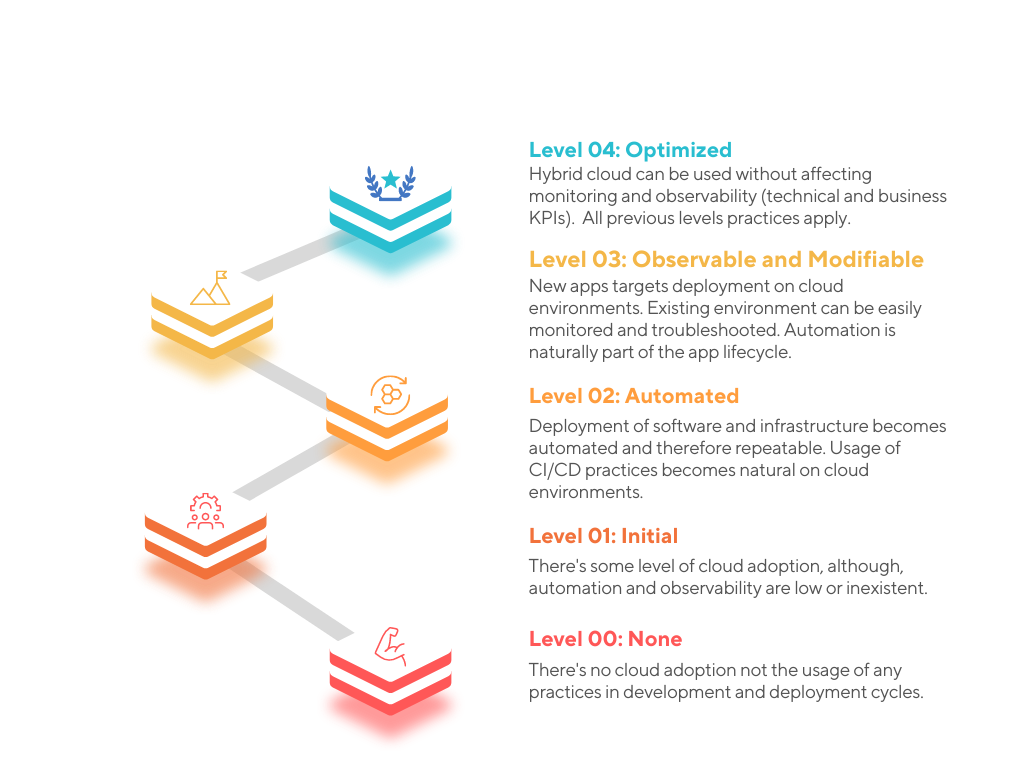 Level 04: Optimized
Hybrid cloud can be used without affecting
monitoring and observability (technical and business
KPIs).  All previous levels practices apply.
Level 03: Observable and Modifiable
New apps targets deployment on cloud
environments. Existing environment can be easily
monitored and troubleshooted. Automation is
naturally part of the app lifecycle.
Level 02: Automated
Deployment of software and infrastructure becomes
automated and therefore repeatable. Usage of
CI/CD practices becomes natural on cloud
environments.
Level 01: Initial
There's some level of cloud adoption, although,
automation and observability are low or inexistent.
Level 00: None
There's no cloud adoption not the usage of any
practices in development and deployment cycles.